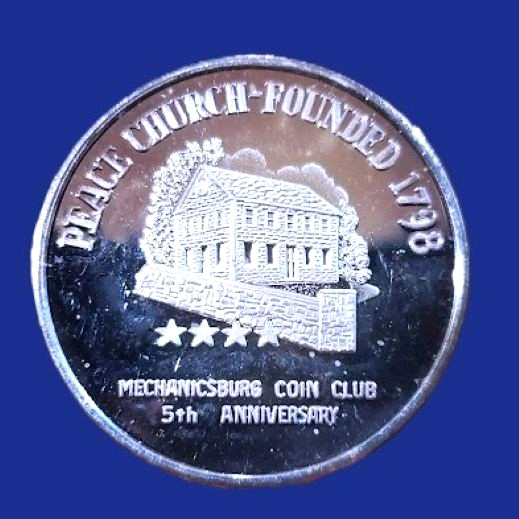 PEACE CHURCH-FOUNDED 1798
MECHANICSBURG COIN CLUB
5th ANNIVERSARY